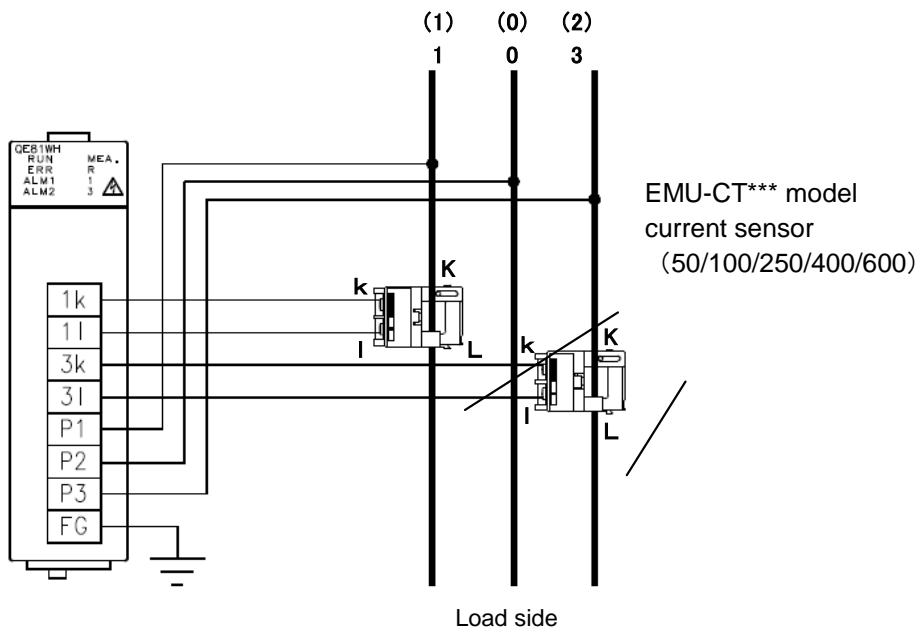 (1) (0) (2)
1 0 3
QE81WH
RUN MEA.
ERR R
ALM1 1
ALM2 3
EMU-CT*** model
current sensor
（50/100/250/400/600）
K
k
l
L
K
k
l
L
1k
1l
3k
3l
P1
P2
P3
FG
Load side